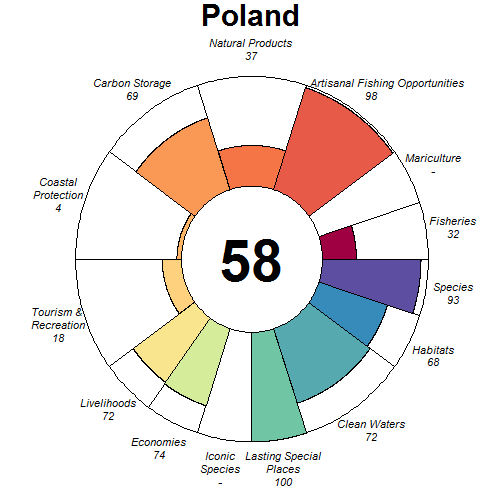 Poland
Natural Products
37
Carbon Storage
69
Artisanal Fishing Opportunities
98
Mariculture
-
Coastal
Protection
4
Fisheries
32
58
Species
93
Tourism &
Recreation
18
Habitats
68
Livelihoods
72
Clean Waters
72
Economies
74
Iconic
Species
-
Lasting Special
Places
100